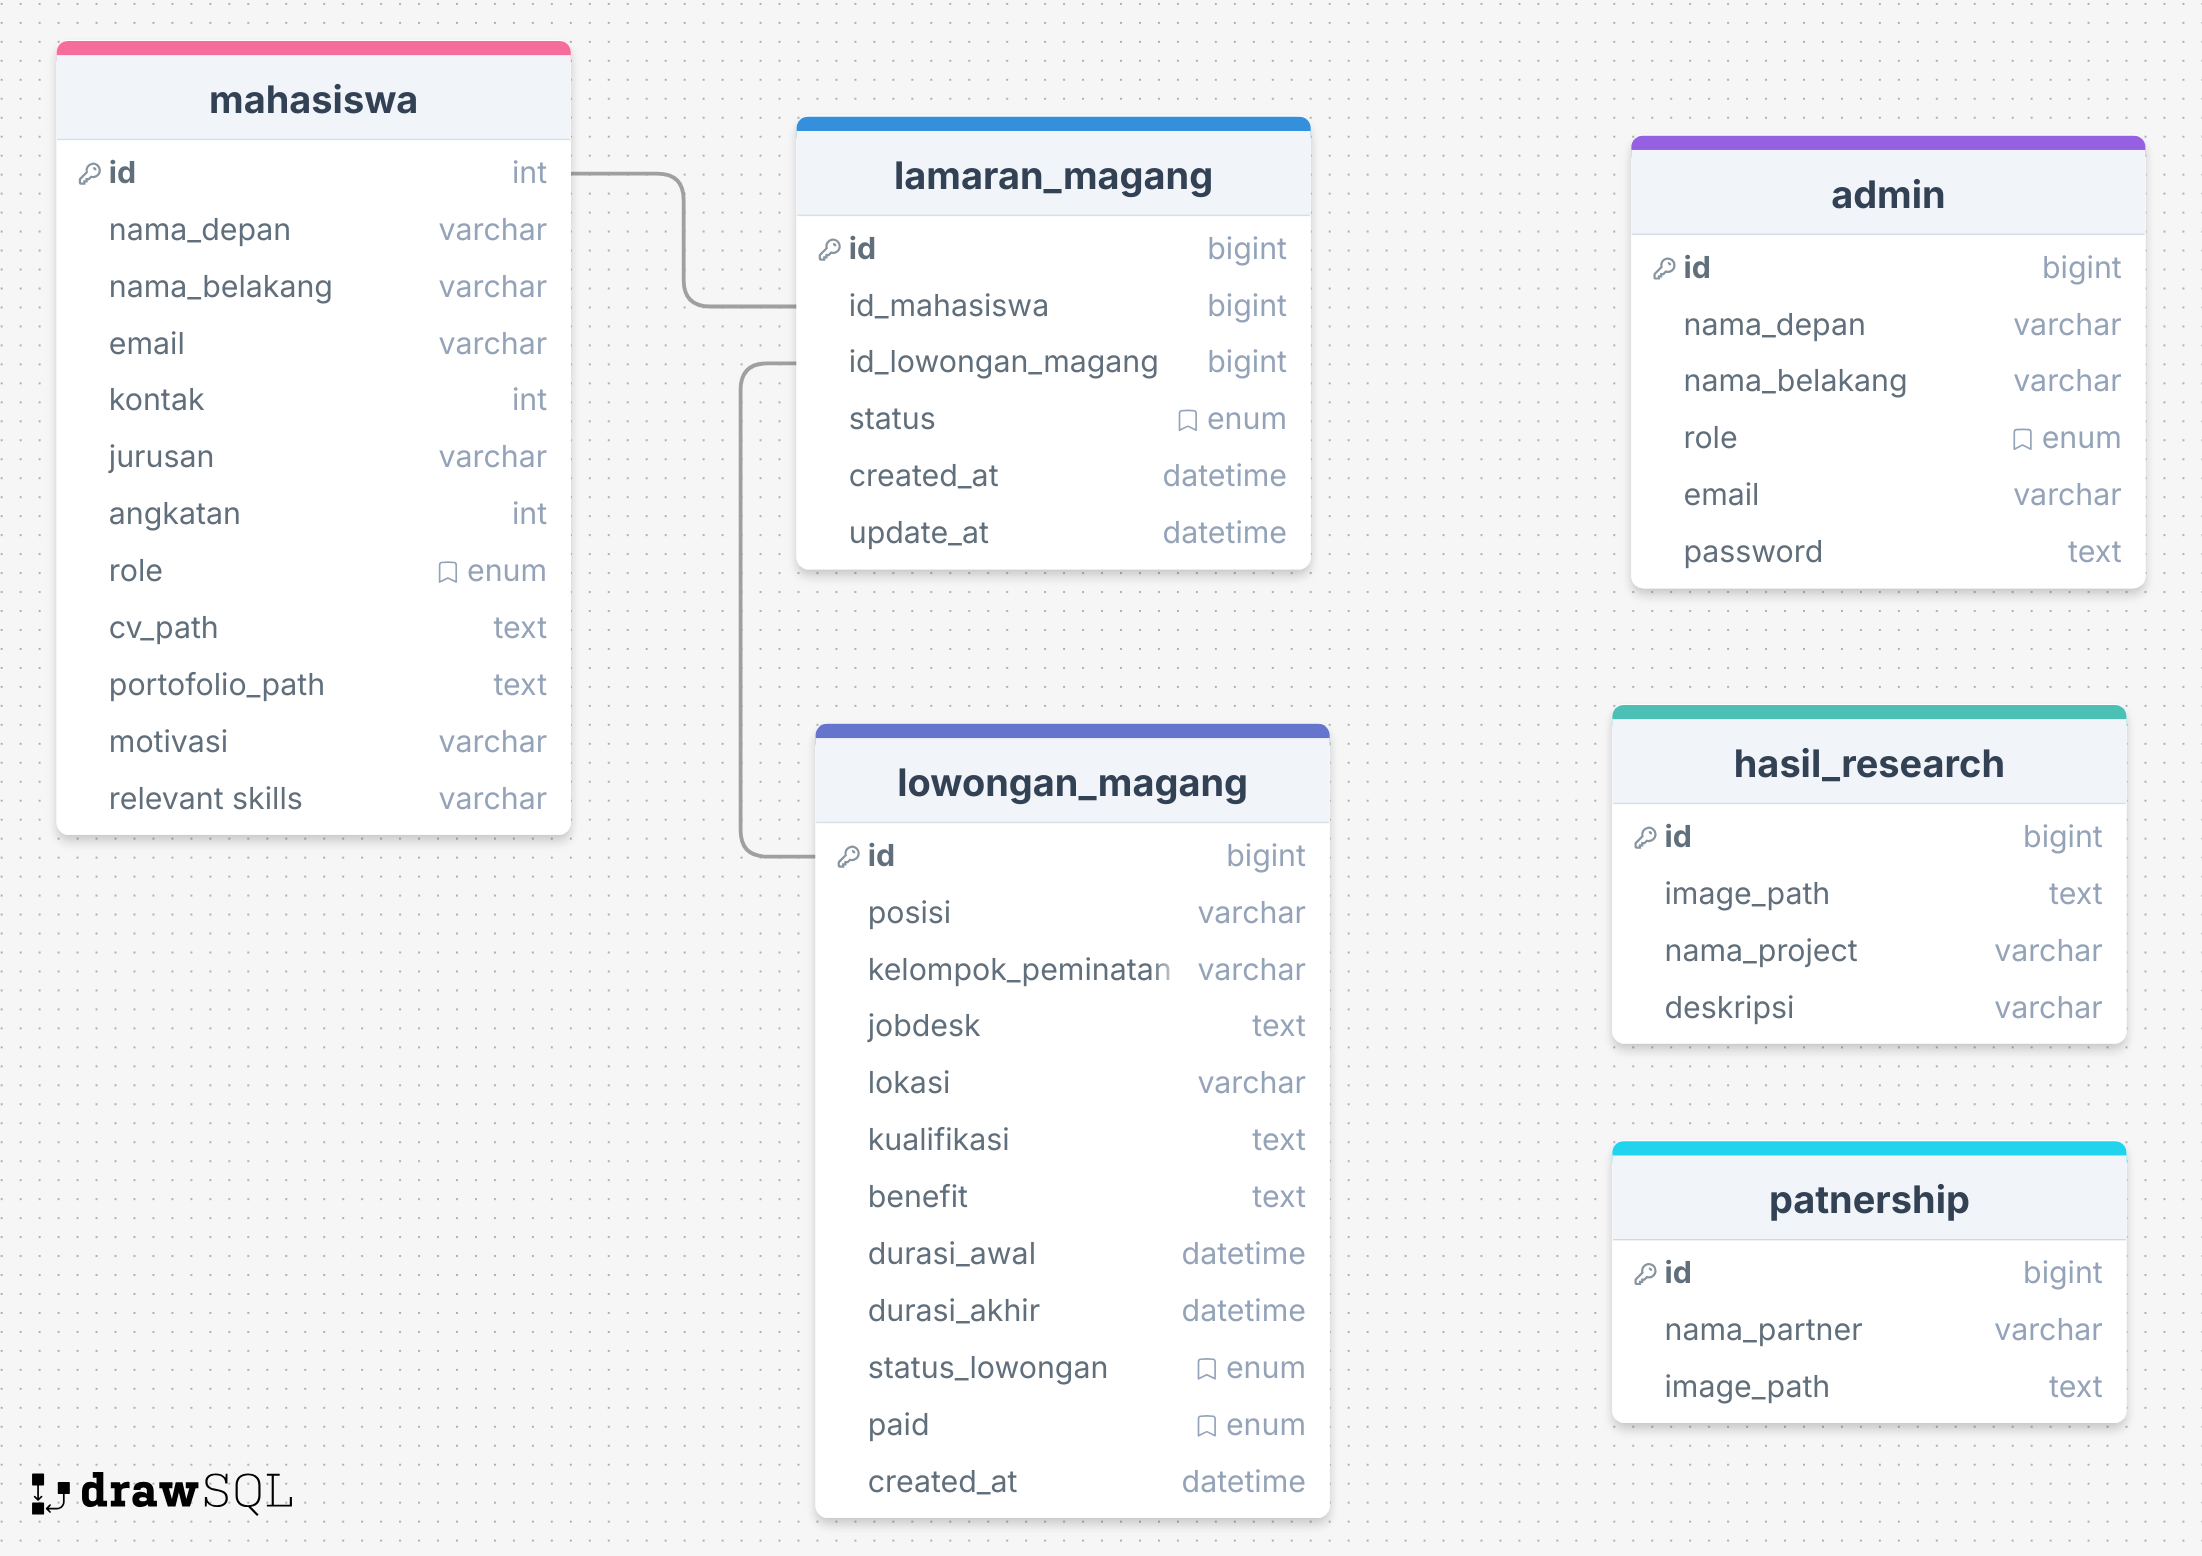 mahasiswa
id int
nama_depan varchar
nama_belakang varchar
email varchar
kontak int
jurusan varchar
angkatan int
role enum
cv_path text
portofolio_path text
motivasi varchar
relevant skills varchar
lamaran_magang
id bigint
id_mahasiswa bigint
id_lowongan_magang bigint
status enum
created_at datetime
update_at datetime
lowongan_magang
id bigint
posisi varchar
kelompok_peminatan varchar
jobdesk text
lokasi varchar
kualifikasi text
benefit text
durasi_awal datetime
durasi_akhir datetime
status_lowongan enum
paid enum
created_at datetime
admin
id bigint
nama_depan varchar
nama_belakang varchar
role enum
email varchar
password text
hasil_research
id bigint
image_path text
nama_project varchar
deskripsi varchar
patnership
id bigint
nama_partner varchar
image_path text
drawSQL